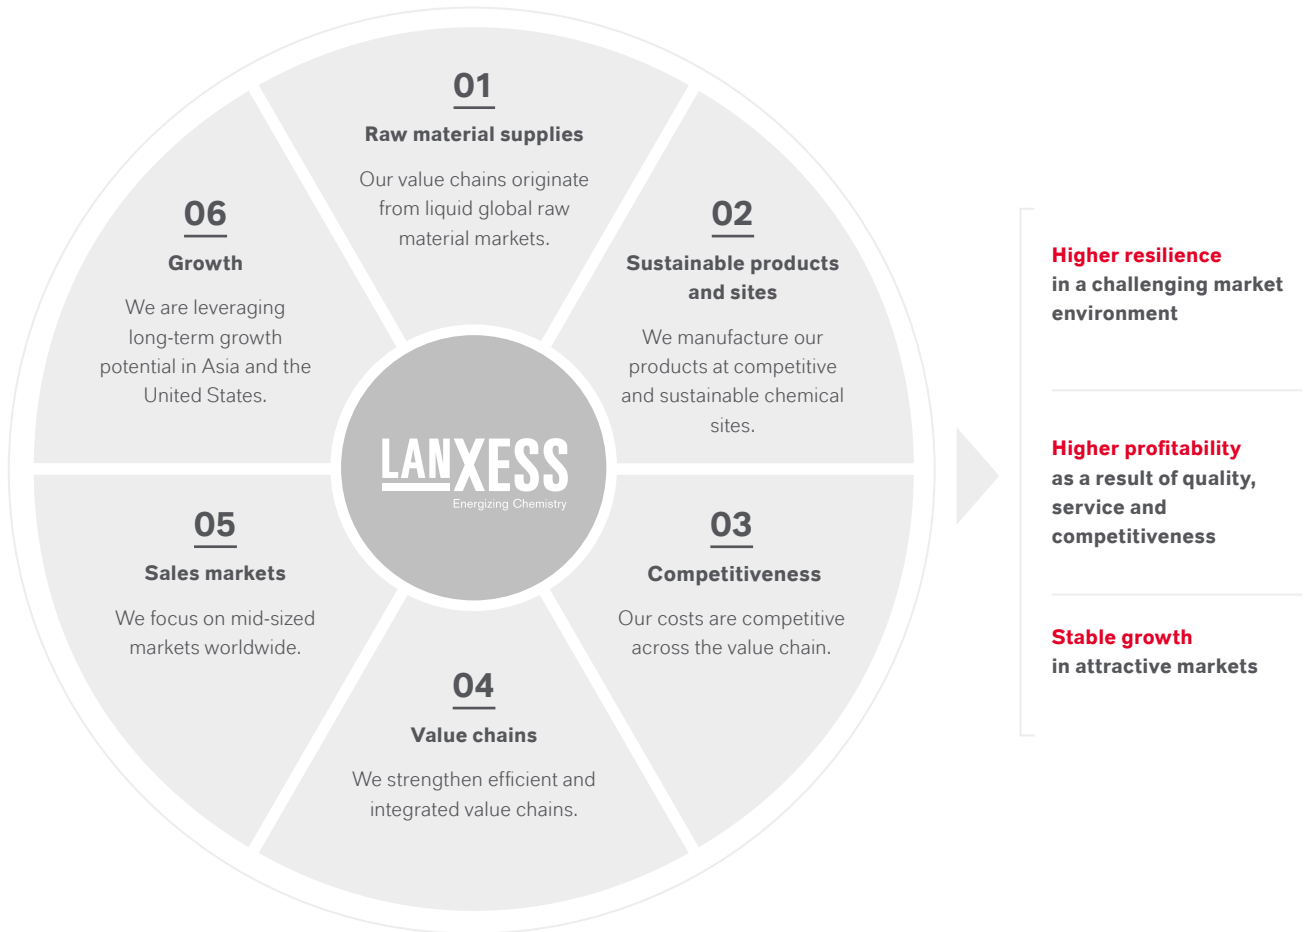 01
Raw material supplies
Our value chains originate
from liquid global raw
material markets.
02
Sustainable products
and sites
We manufacture our
products at competitive
and sustainable chemical
sites.
03
Competitiveness
Our costs are competitive
across the value chain.
04
Value chains
We strengthen efficient and
integrated value chains.
05
Sales markets
We focus on mid-sized
markets worldwide.
06
Growth
We are leveraging
long-term growth
potential in Asia and the
United States.
LANXESS
Energizing Chemistry
Higher resilience
in a challenging market
environment
Higher profitability
as a result of quality,
service and
competitiveness
Stable growth
in attractive markets